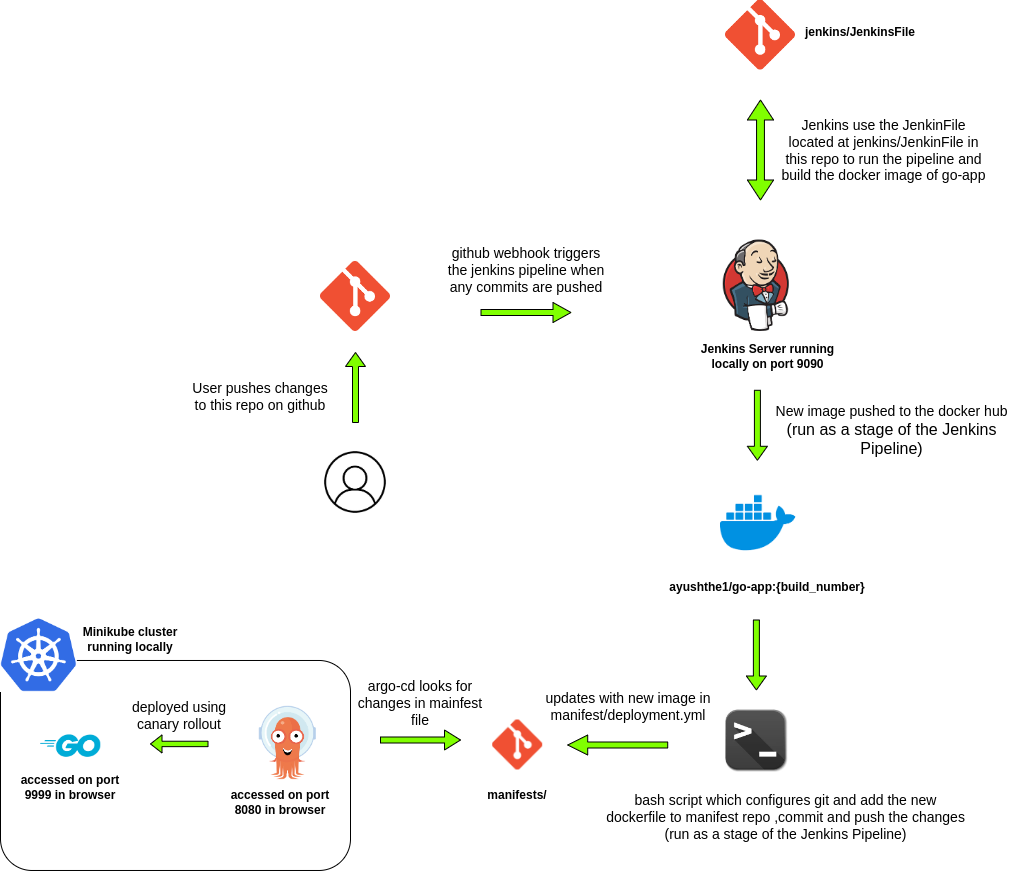 jenkins/JenkinsFile
Jenkins use the JenkinFile
located at jenkins/JenkinFile in
this repo to run the pipeline and
build the docker image of go-app
github webhook triggers
the jenkins pipeline when
any commits are pushed
Jenkins Server running
locally on port 9090
User pushes changes
to this repo on github
New image pushed to the docker hub
(run as a stage of the Jenkins
Pipeline)
ayushthe1/go-app:{build_number}
Minikube cluster
running locally
deployed using
canary rollout
GO
accessed on port
9999 in browser
accessed on port
8080 in browser
argo-cd looks for
changes in mainfest
file
manifests/
updates with new image in
manifest/deployment.yml
bash script which configures git and add the new
dockerfile to manifest repo ,commit and push the changes
(run as a stage of the Jenkins Pipeline)